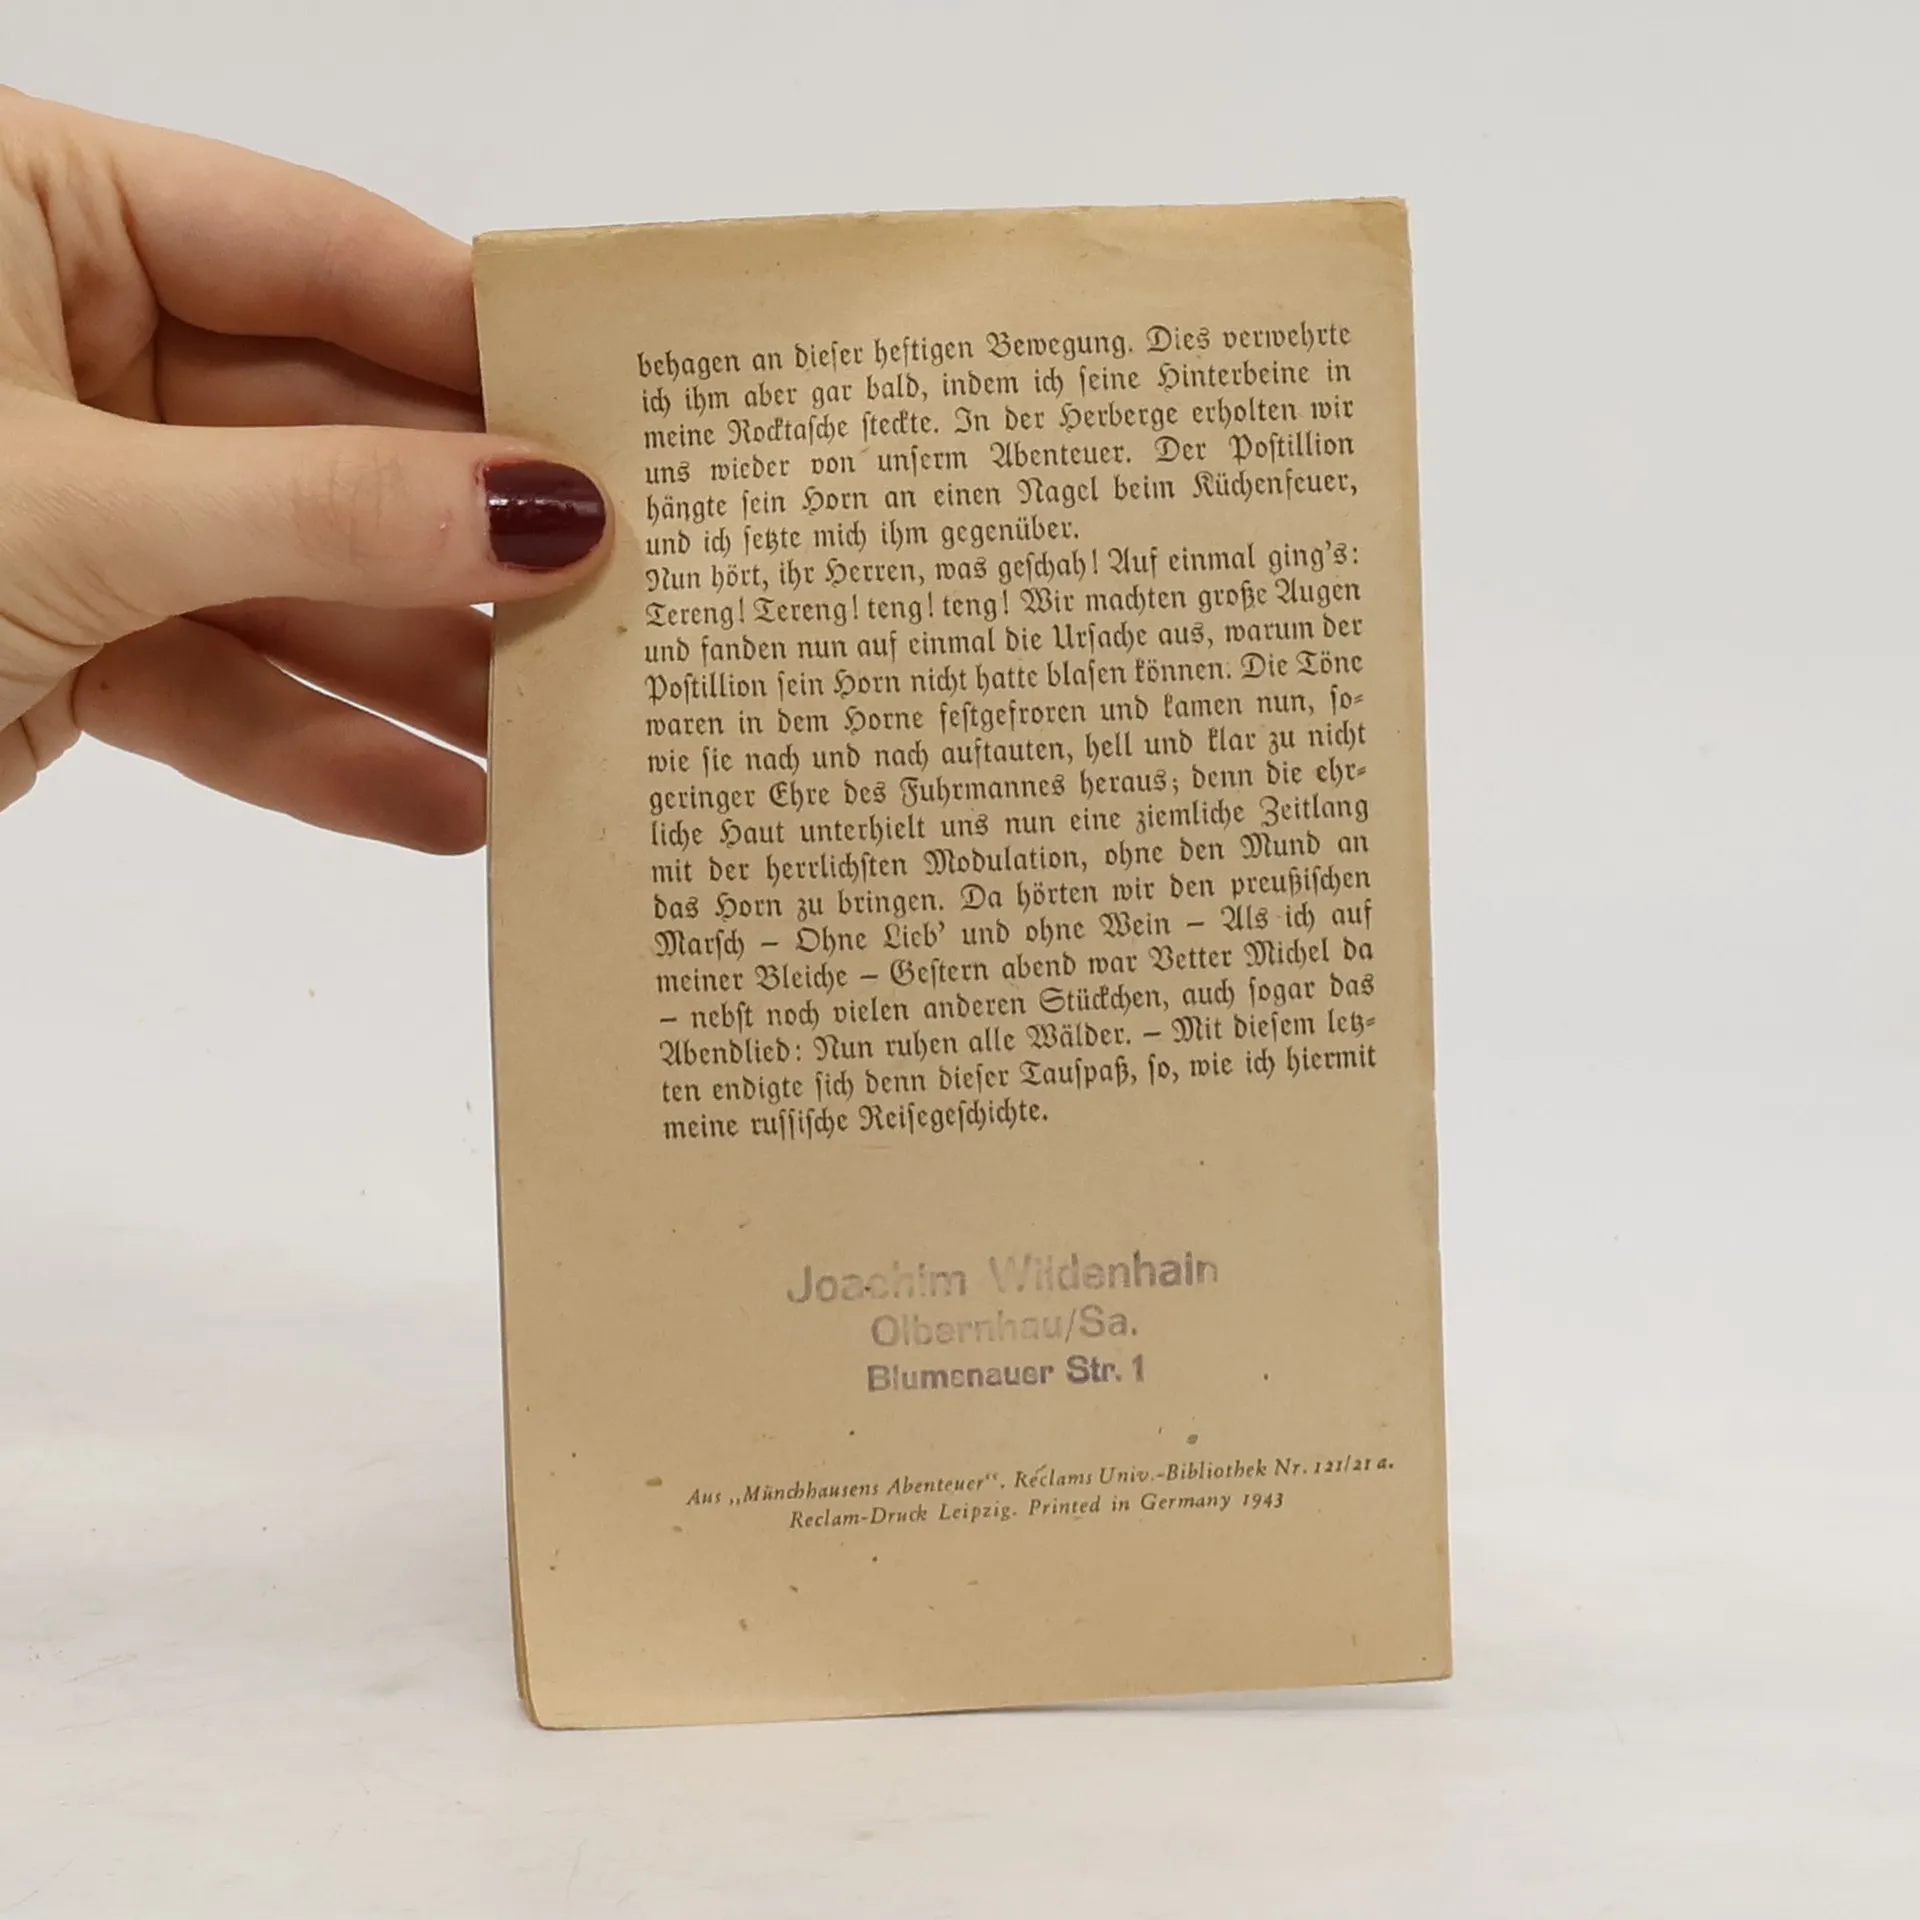 behagen an dieser heftigen Bewegung. Dies verwehrte
ich ihm aber gar bald, indem ich seine Hinterbeine in
meine Rocktasche steckte. In der Herberge erholten wir
uns wieder von unserm Abenteuer. Der Postillion
hängte sein Horn an einen Nagel beim Küchenfeuer,
und ich setzte mich ihm gegenüber.
Nun hört, ihr Herren, was geschah! Auf einmal ging's:
Tereng! Tereng! teng! teng! Wir machten große Augen
und fanden nun auf einmal die Ursache aus, warum der
Postillion sein Horn nicht hatte blasen können. Die Töne
waren in dem Horne festgefroren und kamen nun, so-
wie sie nach und nach auftauten, hell und klar zu nicht
geringer Ehre des Fuhrmannes heraus; denn die ehr-
liche Haut unterhielt uns nun eine ziemliche Zeitlang
mit der herrlichsten Modulation, ohne den Mund an
das Horn zu bringen. Da hörten wir den preußischen
Marsch – Ohne Lieb' und ohne Wein – Als ich auf
meiner Bleiche – Gestern abend war Vetter Michel da
– nebst noch vielen anderen Stückchen, auch sogar das
Abendlied: Nun ruhen alle Wälder. – Mit diesem letz-
ten endigte sich denn dieser Tauspaß, so, wie ich hiermit
meine russische Reisegeschichte.
Joachim Wildenhain
Olbernhau/Sa.
Blumenauer Str. 1
Aus „Münchhausens Abenteuer“. Reclams Univ.-Bibliothek Nr. 121/21 a.
Reclam-Druck Leipzig. Printed in Germany 1943